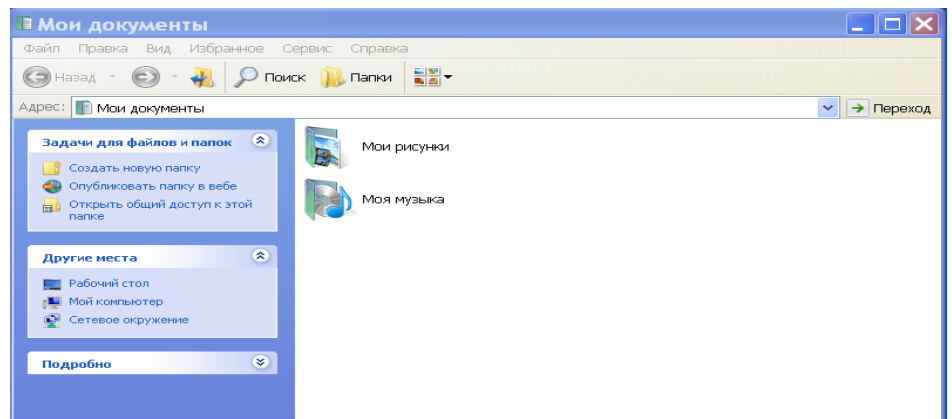 Мои документы
Файл Правка Вид Избранное Сервис Справка
Назад Поиск Папки
Адрес: Мои документы Переход
Задачи для файлов и папок
Создать новую папку
Опубликовать папку в вебе
Открыть общий доступ к этой
папке
Другие места
Рабочий стол
Мой компьютер
Сетевое окружение
Подробно
Мои рисунки
Моя музыка